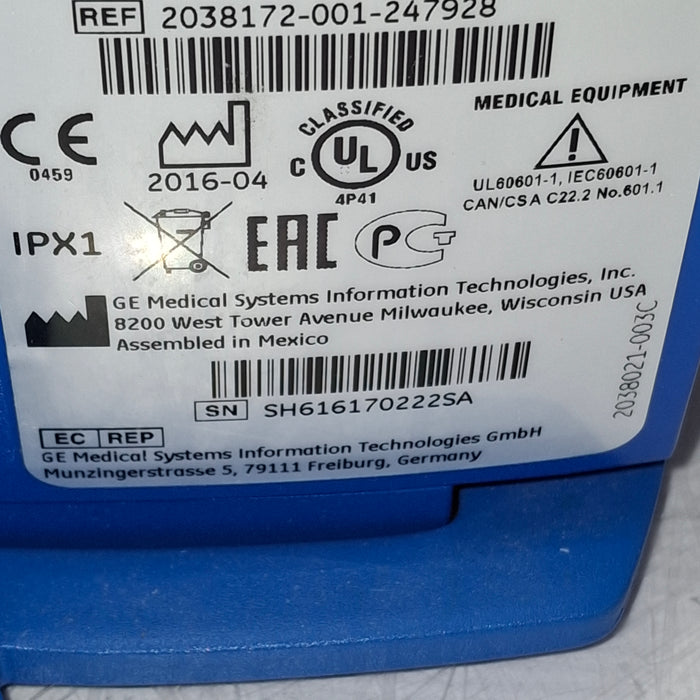 REF 2038172-001-247928
CE 0459
2016-04
CLASSIFIED
C UL US
4P41
MEDICAL EQUIPMENT
UL60601-1, IEC60601-1
CAN/CSA C22.2 No.601.1
IPX1
EAC
PCT
GE Medical Systems Information Technologies, Inc.
8200 West Tower Avenue Milwaukee, Wisconsin USA
Assembled in Mexico
2038021-003C
SN SH616170222SA
EC REP
GE Medical Systems Information Technologies GmbH
Munzingerstrasse 5, 79111 Freiburg, Germany